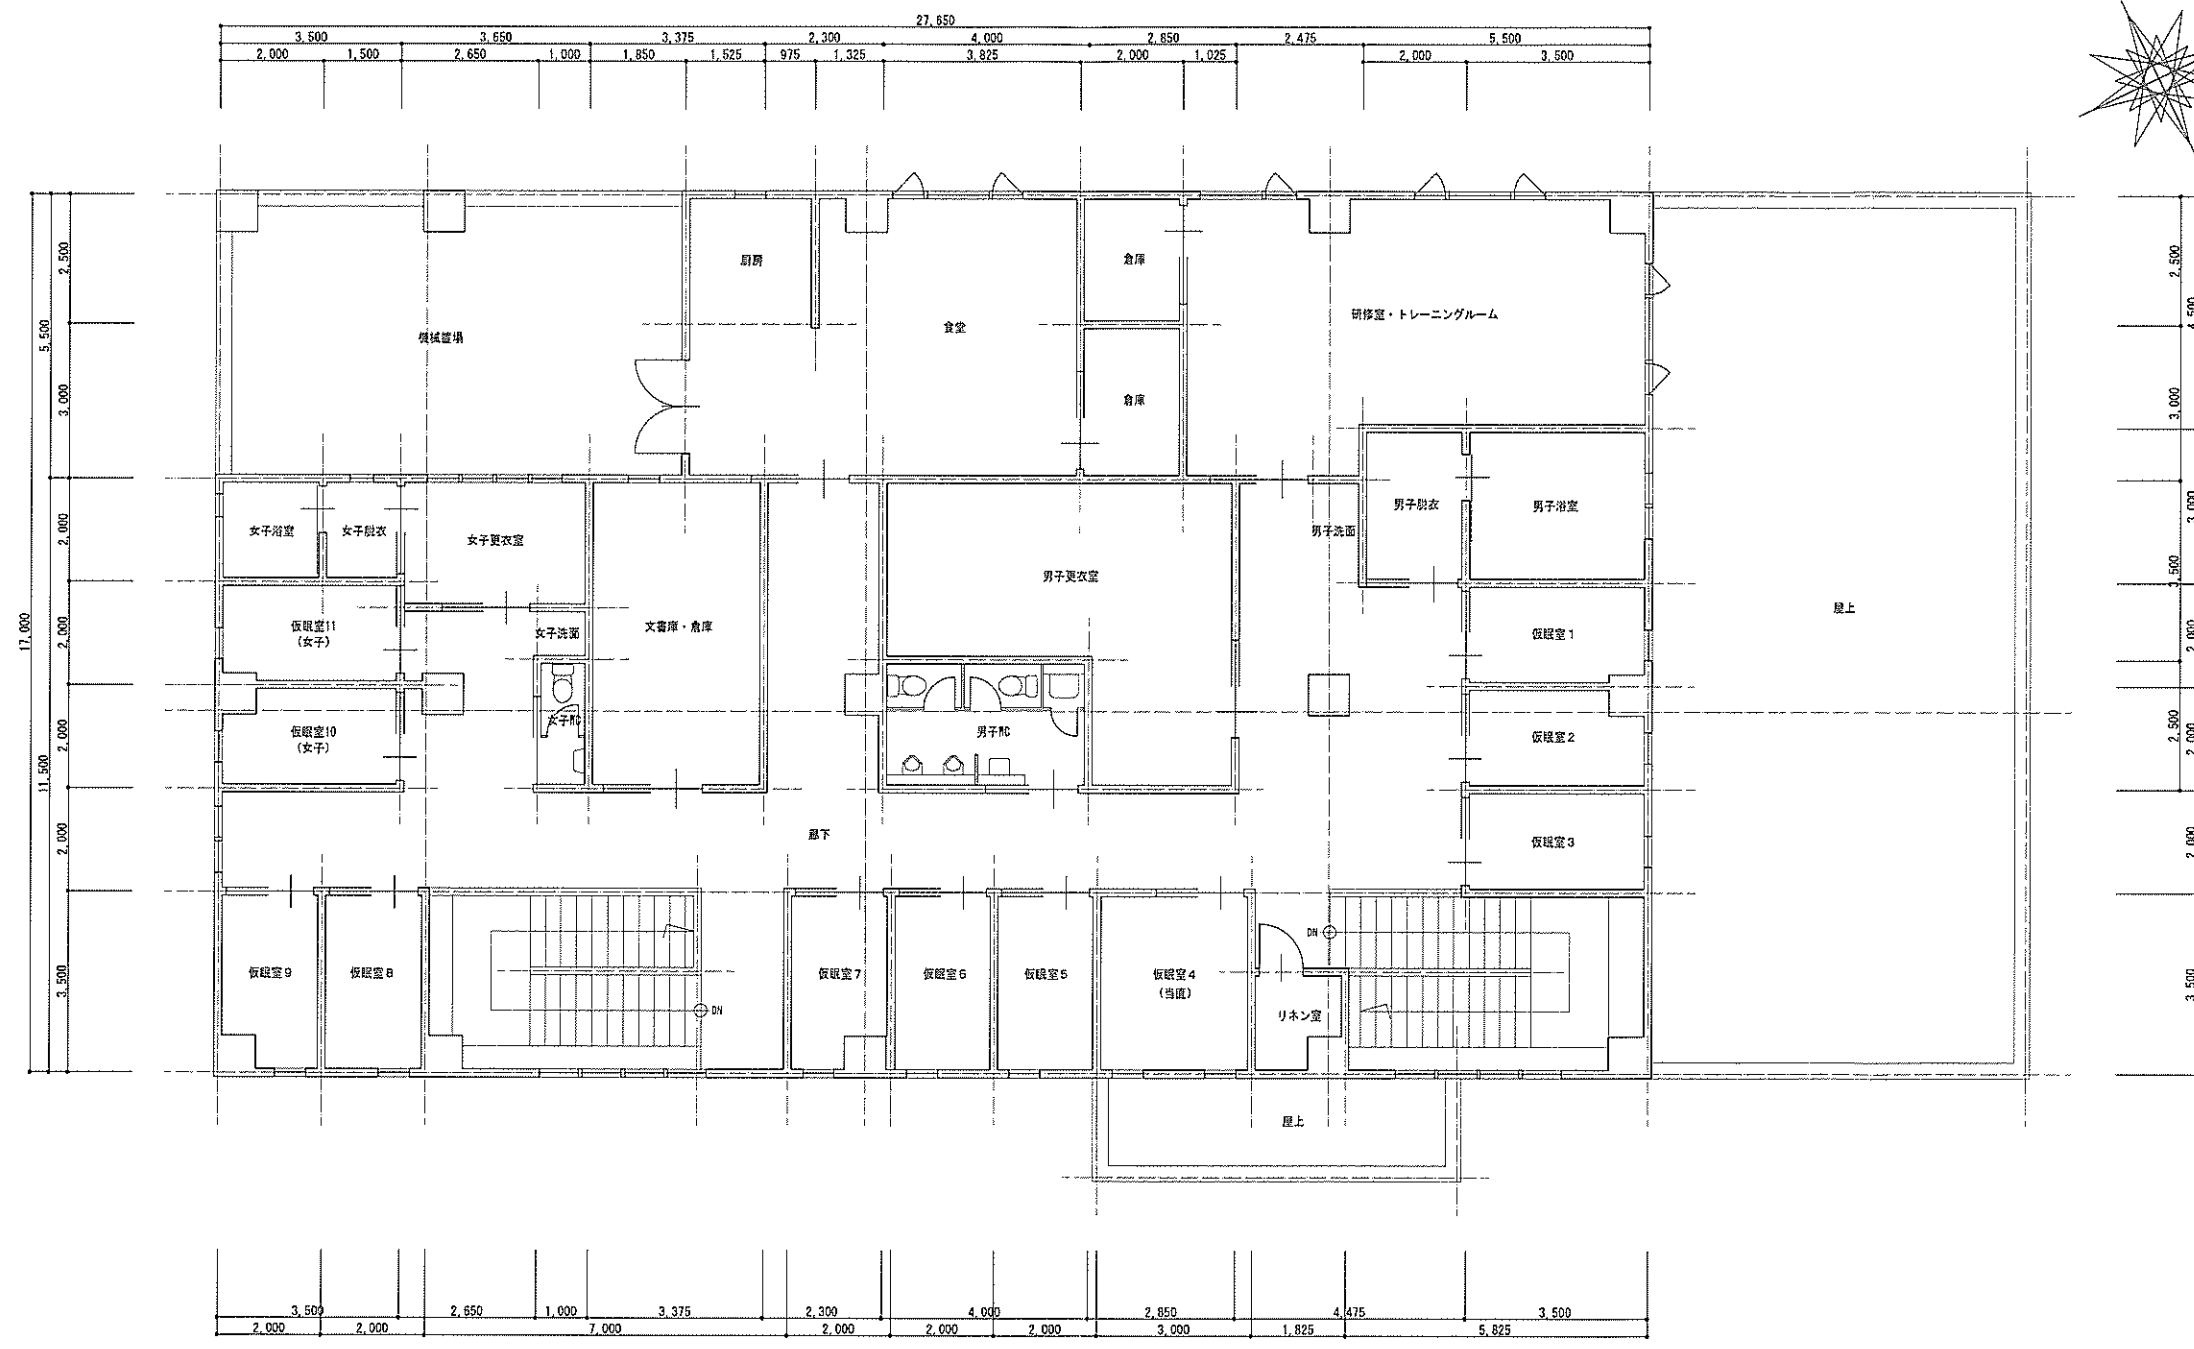 27,650
3,500 3,650 3,375 2,300 4,000 2,850 2,475 5,500
2,000 1,500 2,650 1,000 1,850 1,525 975 1,325 3,825 2,000 1,025 2,000 3,500
17,000
5,500
11,500
2,500
3,000
2,000
2,000
2,000
2,000
3,500
機械置場
厨房
食堂
倉庫
倉庫
研修室・トレーニングルーム
女子浴室
女子脱衣
女子更衣室
文書庫・倉庫
男子更衣室
男子洗面
男子脱衣
男子浴室
屋上
仮眠室11
(女子)
女子洗面
女子WC
仮眠室10
(女子)
男子WC
仮眠室1
仮眠室2
仮眠室3
廊下
仮眠室9
仮眠室8
DN
仮眠室7
仮眠室6
仮眠室5
仮眠室4
(当直)
リネン室
DN
屋上
2,500
3,000
2,500
2,000
3,500
3,500 2,650 1,000 3,375 2,300 4,000 2,850 4,475 3,500
2,000 2,000 7,000 2,000 2,000 2,000 3,000 1,825 5,825